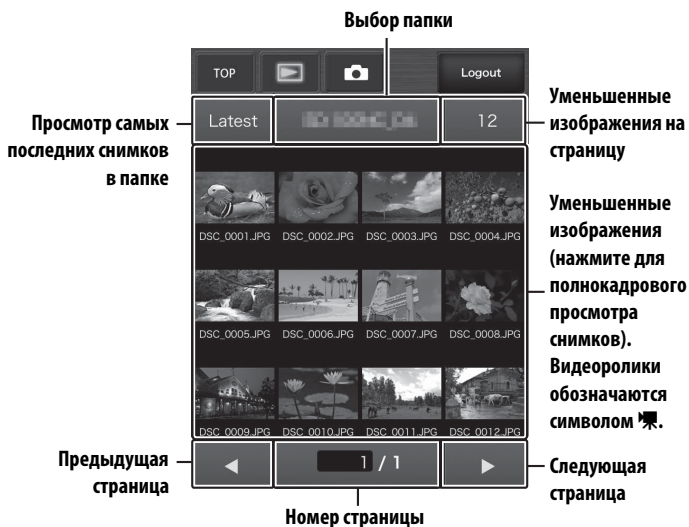 Выбор папки
TOP
Logout
Просмотр самых
последних снимков
в папке
Latest
12
Уменьшенные
изображения на
страницу
DSC_0001.JPG DSC_0002.JPG DSC_0003.JPG DSC_0004.JPG
DSC_0005.JPG DSC_0006.JPG DSC_0007.JPG DSC_0008.JPG
DSC_0009.JPG DSC_0010.JPG DSC_0011.JPG DSC_0012.JPG
Уменьшенные
изображения
(нажмите для
полнокадрового
просмотра
снимков).
Видеоролики
обозначаются
символом .
Предыдущая
страница
1 / 1
Следующая
страница
Номер страницы